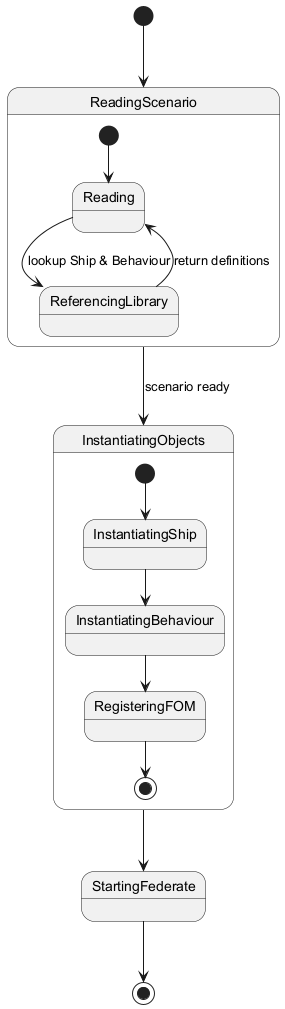 ReadingScenario
Reading
lookup Ship & Behaviour
return definitions
ReferencingLibrary
scenario ready
InstantiatingObjects
InstantiatingShip
InstantiatingBehaviour
RegisteringFOM
StartingFederate